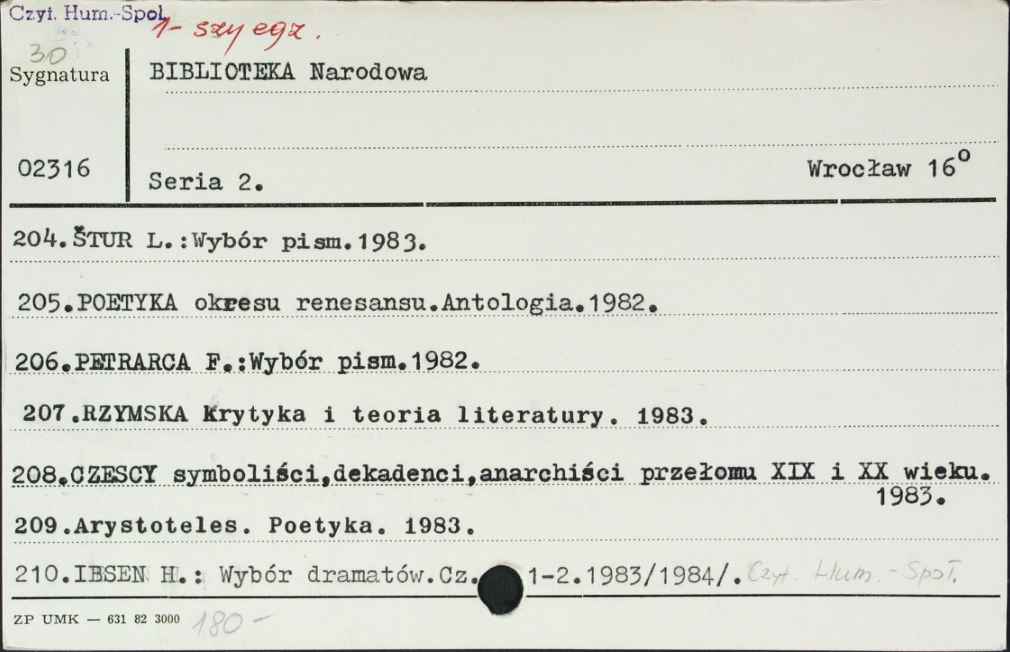 Czyt. Hum.-Społ.
1-szy egz.
30
Sygnatura
BIBLIOTEKA Narodowa
02316
Seria 2.
Wrocław 16°
204.ŠTUR L.:Wybór pism.1983.
205.POETYKA okresu renesansu.Antologia.1982.
206.PETRARCA F.:Wybór pism.1982.
207.RZYMSKA Krytyka i teoria literatury. 1983.
208.CZESCY symboliści,dekadenci,anarchiści przełomu XIX i XX wieku.
1983.
209.Arystoteles. Poetyka. 1983.
210.IBSEN H.: Wybór dramatów.Cz. 1-2.1983/1984/. Czyt. Hum.-Społ.
ZP UMK — 631 82 3000 180-